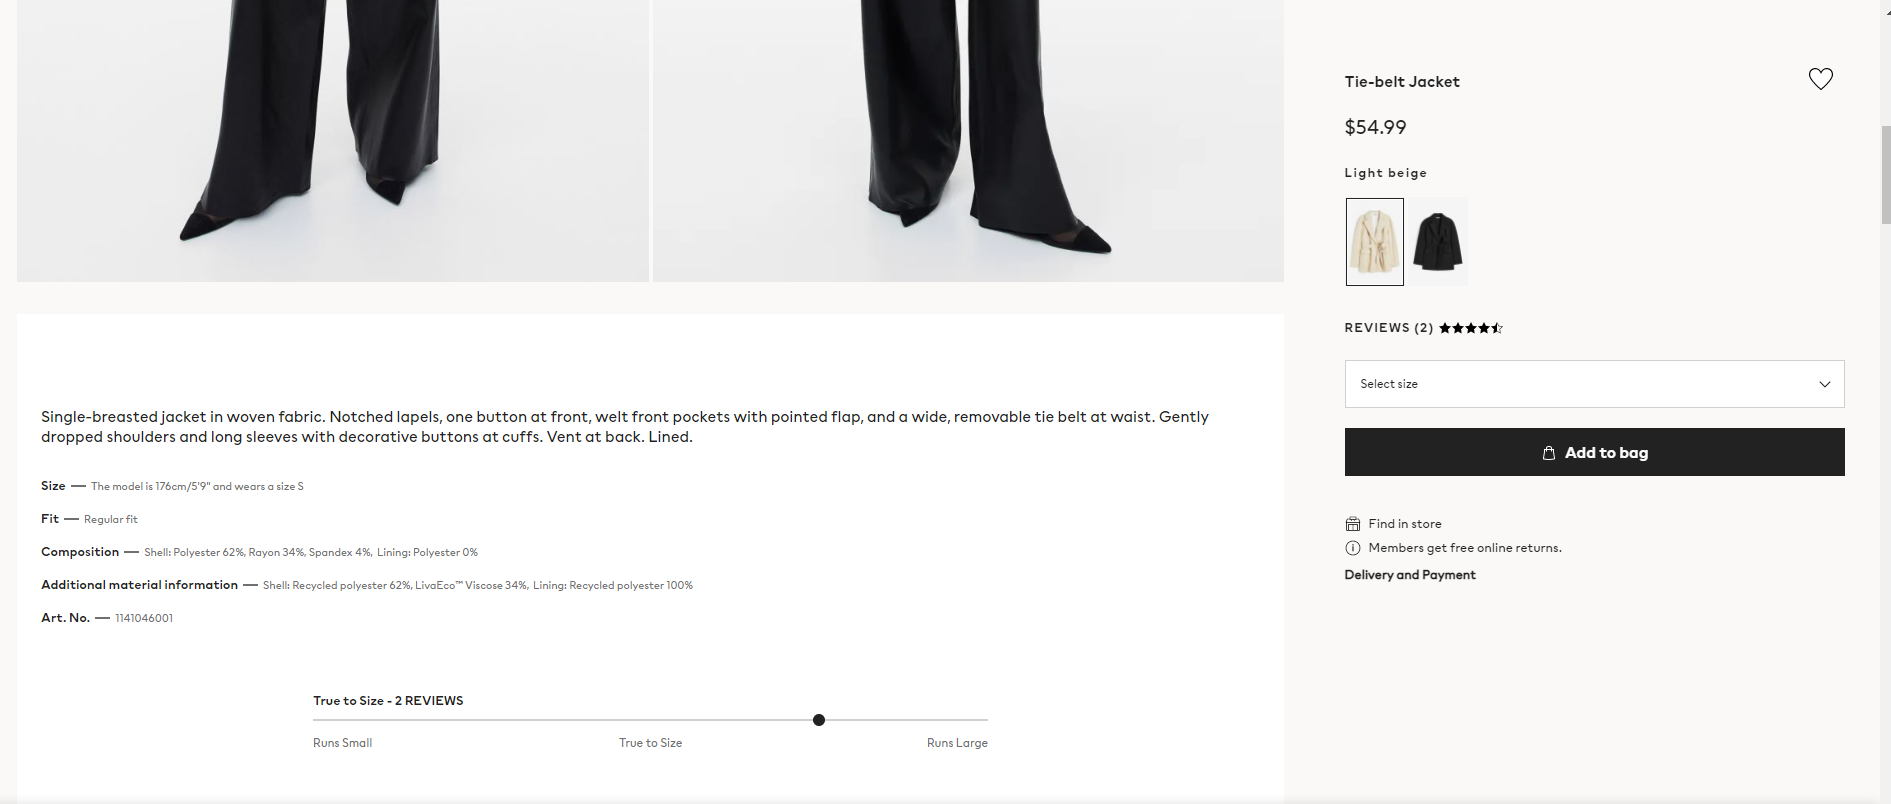 Tie-belt Jacket
$54.99
Light beige
REVIEWS (2)
Select size
Add to bag
Find in store
Members get free online returns.
Delivery and Payment
Single-breasted jacket in woven fabric. Notched lapels, one button at front, welt front pockets with pointed flap, and a wide, removable tie belt at waist. Gently
dropped shoulders and long sleeves with decorative buttons at cuffs. Vent at back. Lined.
Size — The model is 176cm/5'9" and wears a size S
Fit — Regular fit
Composition — Shell: Polyester 62%, Rayon 34%, Spandex 4%, Lining: Polyester 0%
Additional material information — Shell: Recycled polyester 62%, LivaEco™ Viscose 34%, Lining: Recycled polyester 100%
Art. No. — 1141046001
True to Size - 2 REVIEWS
Runs Small True to Size Runs Large